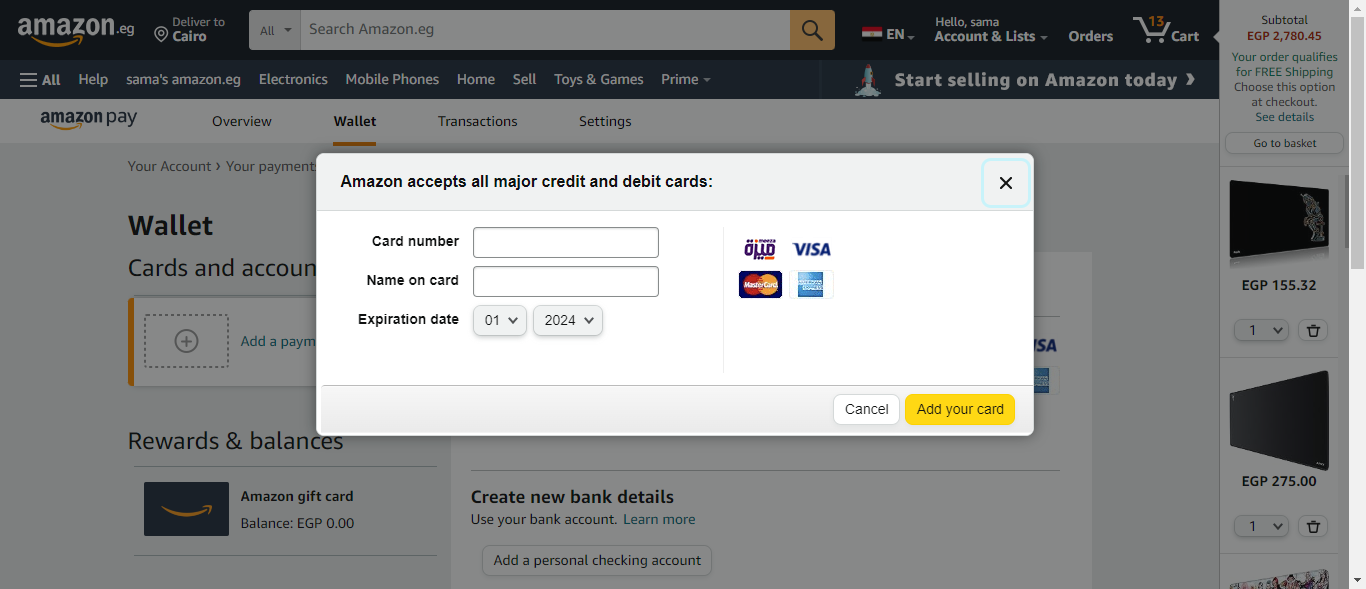 amazon.eg
Deliver to
Cairo
All
Search Amazon.eg
EN
Hello, sama
Account & Lists
Orders
13
Cart
Subtotal
EGP 2,780.45
Your order qualifies
for FREE Shipping
Choose this option
at checkout.
See details
Go to basket
All
Help
sama's amazon.eg
Electronics
Mobile Phones
Home
Sell
Toys & Games
Prime
Start selling on Amazon today ❯
amazon pay
Overview
Wallet
Transactions
Settings
Your Account › Your payment
Wallet
Cards and accoun
Add a paym
Amazon accepts all major credit and debit cards:
Card number
Name on card
Expiration date
01
2024
meeza
ميزة
VISA
MasterCard
AMERICAN EXPRESS
Cancel
Add your card
Rewards & balances
Amazon gift card
Balance: EGP 0.00
Create new bank details
Use your bank account. Learn more
Add a personal checking account
EGP 155.32
1
EGP 275.00
1